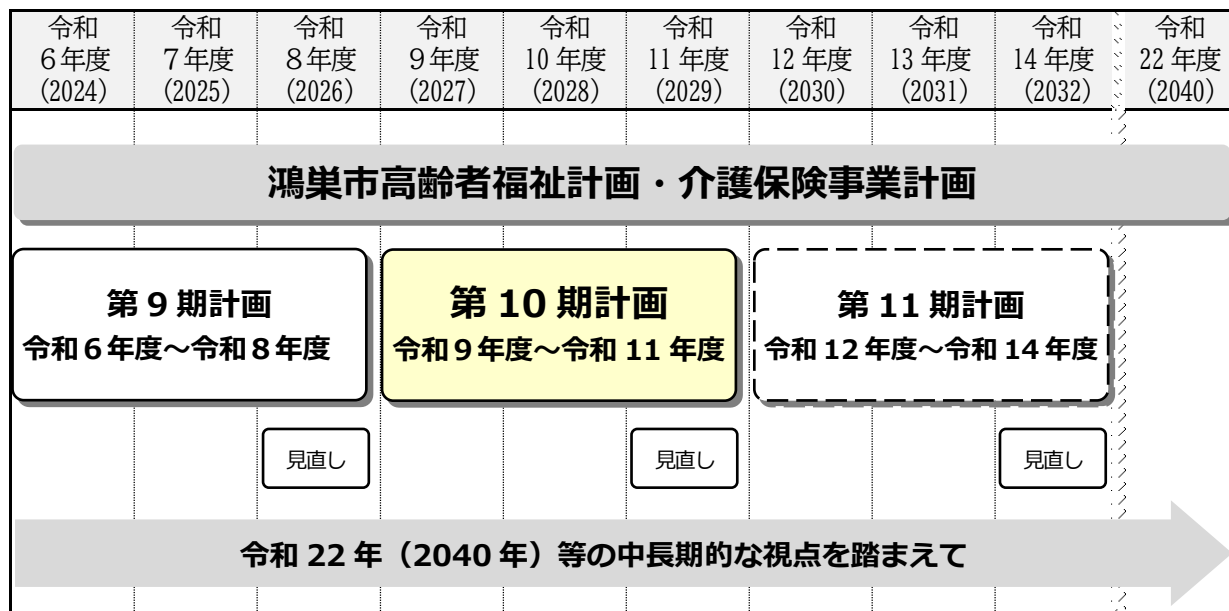 令和
6年度
(2024)
令和
7年度
(2025)
令和
8年度
(2026)
令和
9年度
(2027)
令和
10年度
(2028)
令和
11年度
(2029)
令和
12年度
(2030)
令和
13年度
(2031)
令和
14年度
(2032)
令和
22年度
(2040)
鴻巣市高齢者福祉計画・介護保険事業計画
第9期計画
令和6年度～令和8年度
第10期計画
令和9年度～令和11年度
第11期計画
令和12年度～令和14年度
見直し
見直し
見直し
令和22年（2040年）等の中長期的な視点を踏まえて